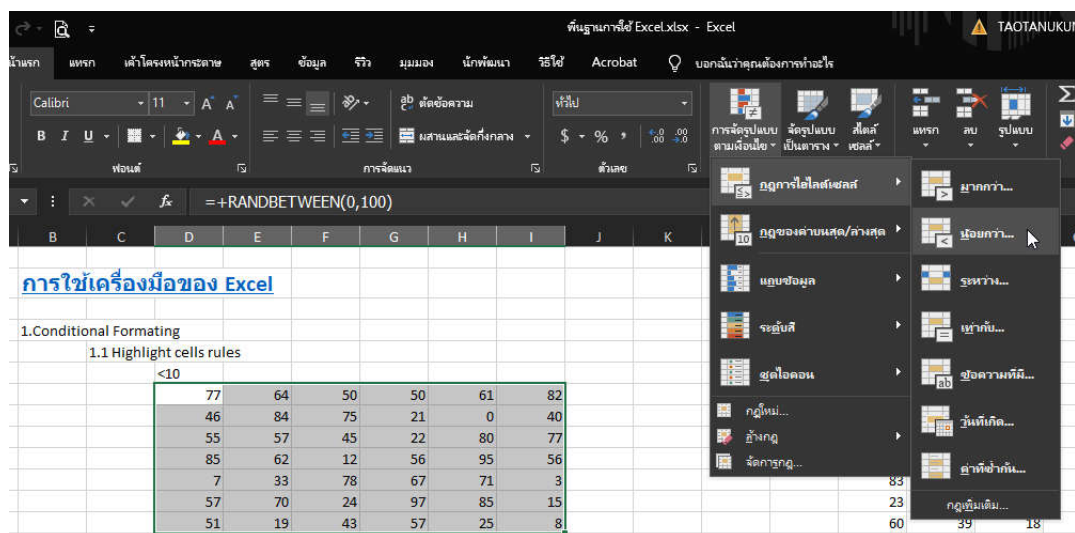 พื้นฐานการใช้ Excel.xlsx - Excel
TAOTANUKUN
น้าแรก แทรก เค้าโครงหน้ากระดาษ สูตร ข้อมูล รีวิว มุมมอง นักพัฒนา วิธีใช้ Acrobat บอกฉันว่าคุณต้องการทำอะไร
Calibri 11 A A ตัดข้อความ ทั่วไป
B I U A ผสานและจัดกึ่งกลาง $ % , .00
การจัดรูปแบบตามเงื่อนไข จัดรูปแบบเป็นตาราง สไตล์เซลล์ แทรก ลบ รูปแบบ
ฟอนต์ การจัดแนว ตัวเลข
fx =+RANDBETWEEN(0,100)
B C D E F G H I J K
การใช้เครื่องมือของ Excel
1.Conditional Formating
1.1 Highlight cells rules
<10
77 64 50 50 61 82
46 84 75 21 0 40
55 57 45 22 80 77
85 62 12 56 95 56
7 33 78 67 71 3
57 70 24 97 85 15
51 19 43 57 25 8
กฎการไฮไลต์เซลล์
กฎของค่าบนสุด/ล่างสุด
แถบข้อมูล
ระดับสี
ชุดไอคอน
กฎใหม่...
ล้างกฎ
จัดการกฎ...
มากกว่า...
น้อยกว่า...
ระหว่าง...
เท่ากับ...
ข้อความที่มี...
วันที่เกิด...
ค่าที่ซ้ำกัน...
กฎเพิ่มเติม...
83
23
60 39 18